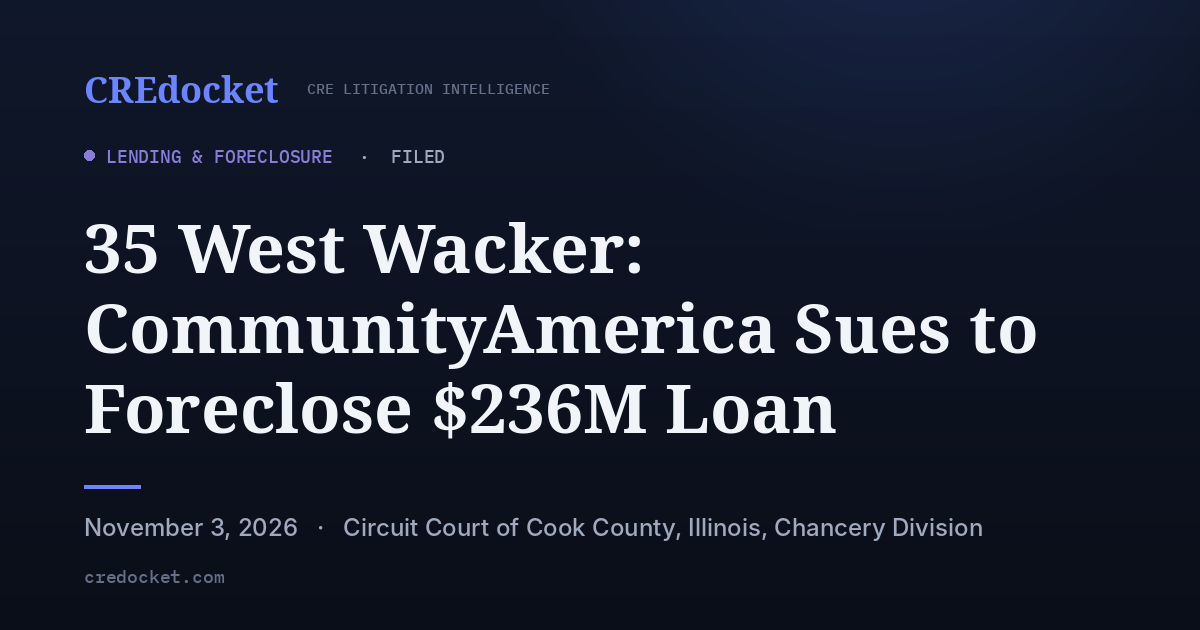 CREdocket CRE LITIGATION INTELLIGENCE
LENDING & FORECLOSURE · FILED
35 West Wacker:
CommunityAmerica Sues to
Foreclose $236M Loan
November 3, 2026 · Circuit Court of Cook County, Illinois, Chancery Division
credocket.com